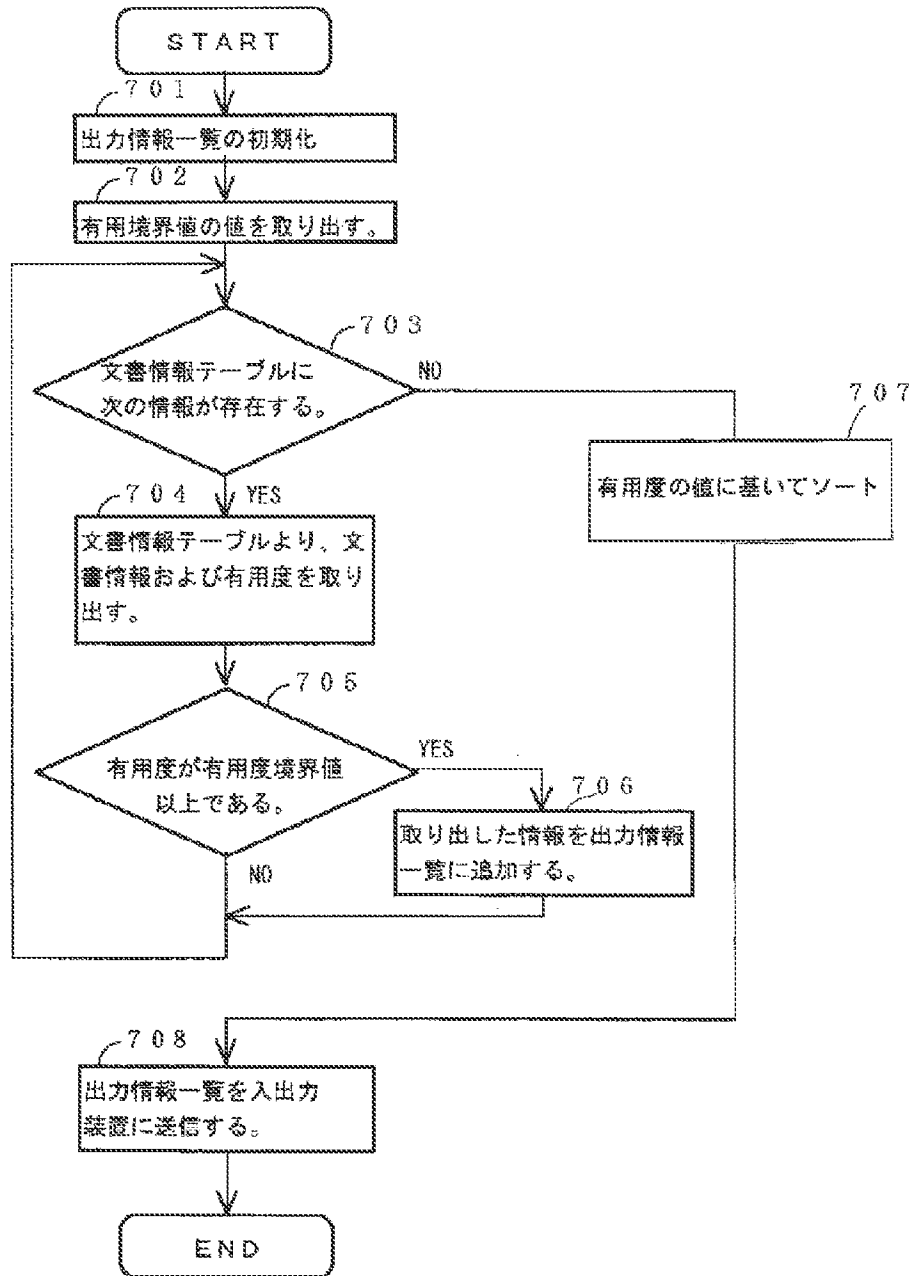 START
701
出力情報一覧の初期化
702
有用境界値の値を取り出す。
703
文書情報テーブルに
次の情報が存在する。
NO
707
有用度の値に基いてソート
704
YES
文書情報テーブルより、文
書情報および有用度を取り
出す。
705
有用度が有用度境界値
以上である。
YES
706
取り出した情報を出力情報
一覧に追加する。
NO
708
出力情報一覧を入出力
装置に送信する。
END